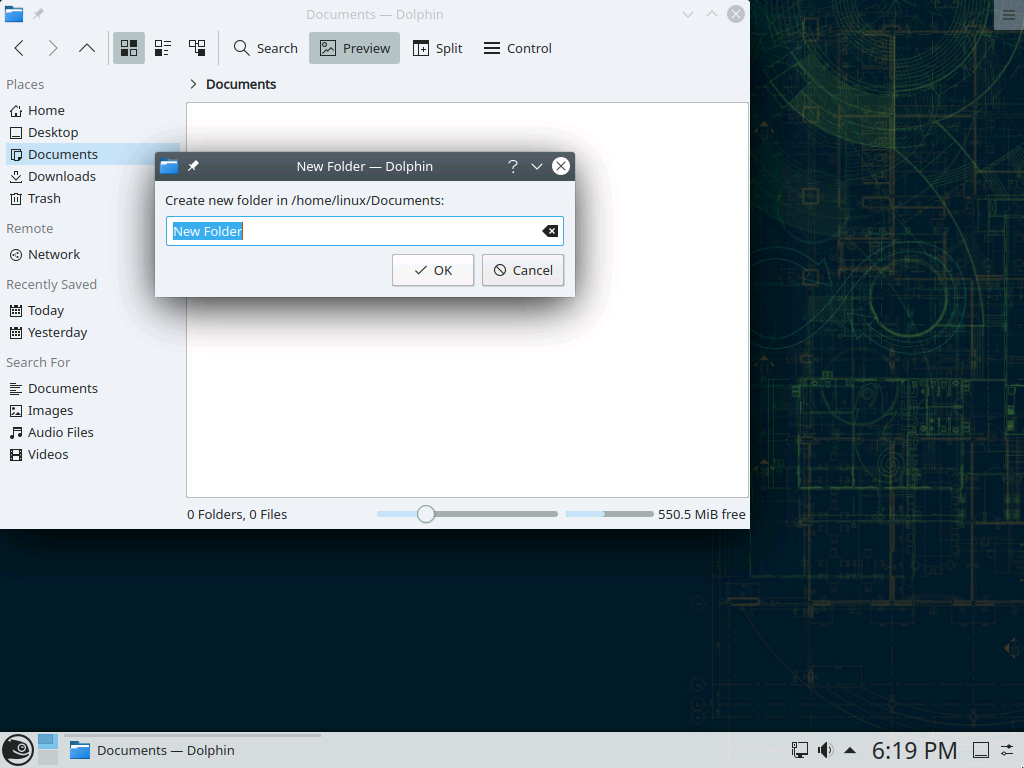 Documents — Dolphin
Search
Preview
Split
Control
Places
Documents
Home
Desktop
Documents
Downloads
Trash
Remote
Network
Recently Saved
Today
Yesterday
Search For
Documents
Images
Audio Files
Videos
New Folder — Dolphin
?
Create new folder in /home/linux/Documents:
New Folder
OK
Cancel
0 Folders, 0 Files
550.5 MiB free
Documents — Dolphin
6:19 PM